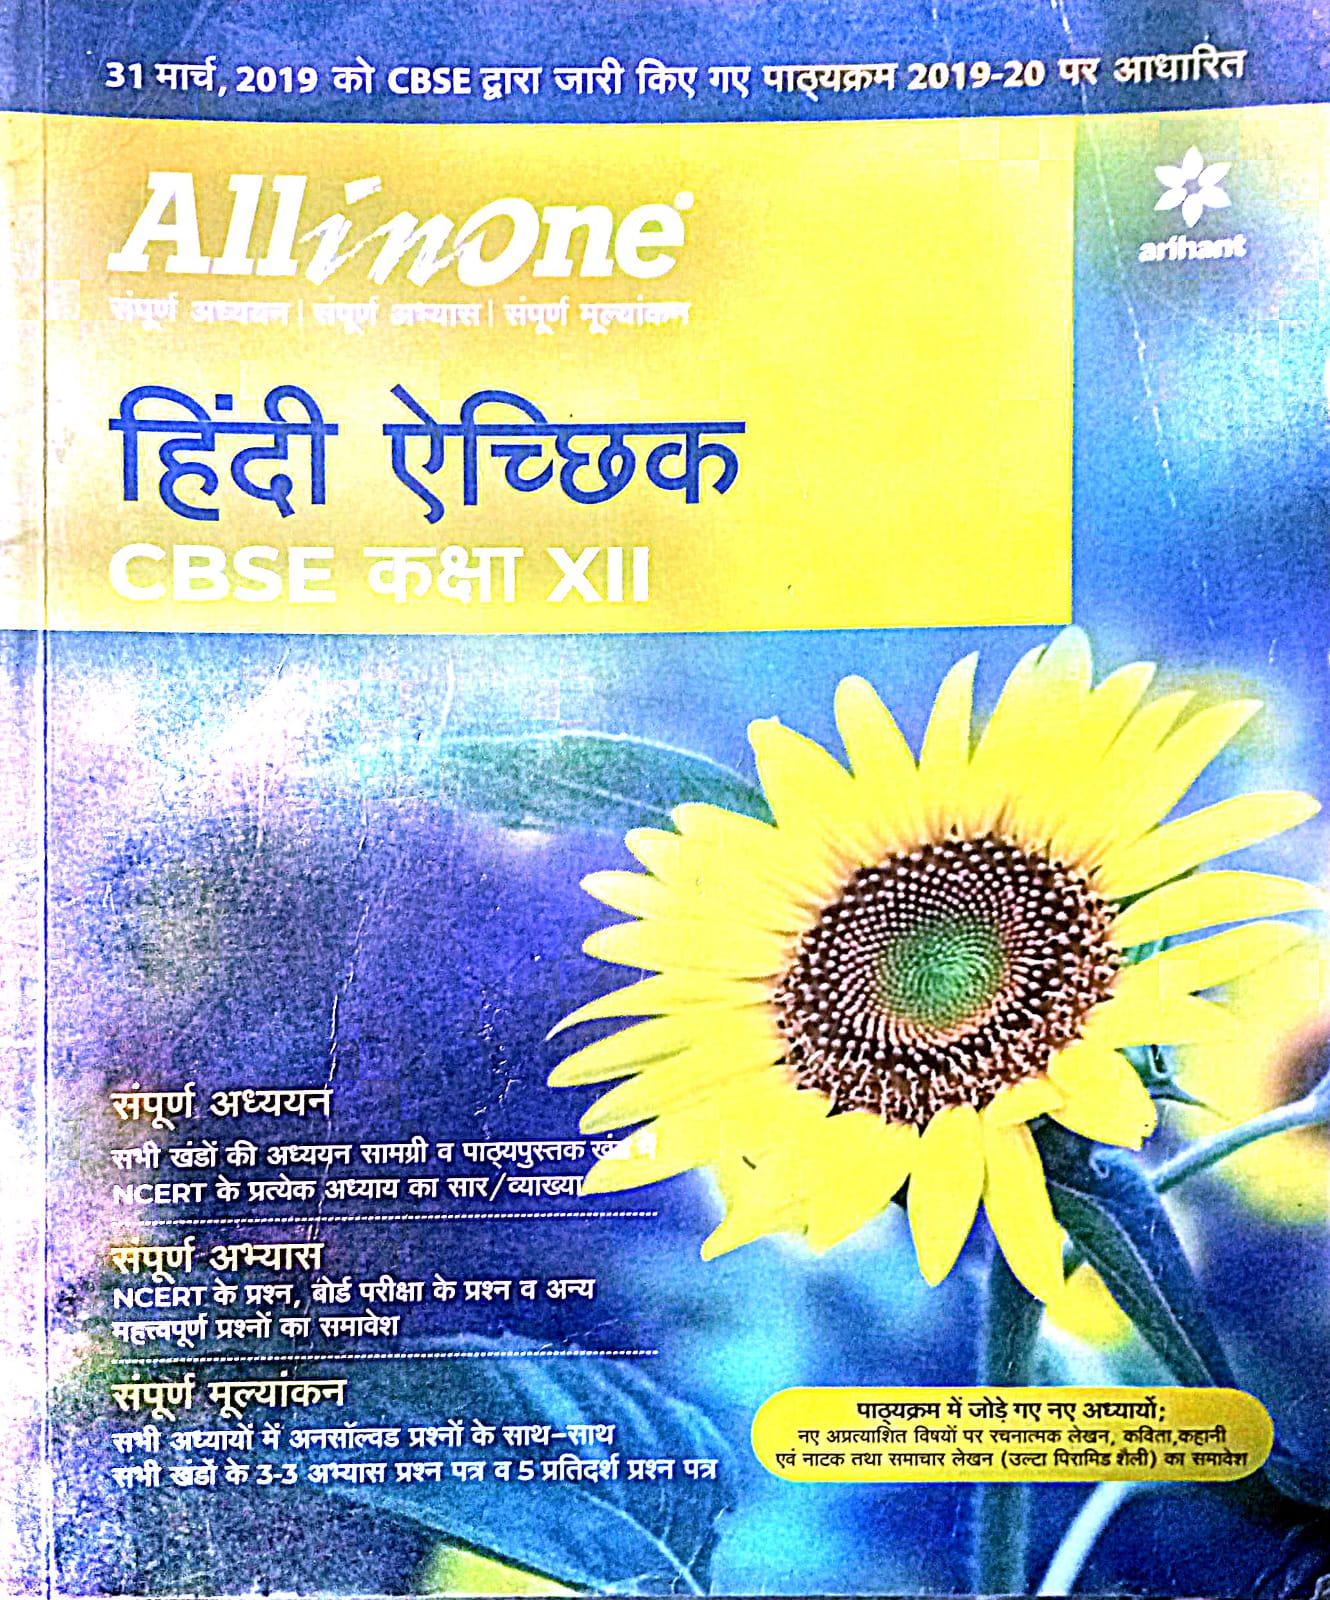 31 मार्च, 2019 को CBSE द्वारा जारी किए गए पाठ्यक्रम 2019-20 पर आधारित
All in One
arihant
संपूर्ण अध्ययन | संपूर्ण अभ्यास | संपूर्ण मूल्यांकन
हिंदी ऐच्छिक
CBSE कक्षा XII
संपूर्ण अध्ययन
सभी खंडों की अध्ययन सामग्री व पाठ्यपुस्तक खंड में
NCERT के प्रत्येक अध्याय का सार/व्याख्या
संपूर्ण अभ्यास
NCERT के प्रश्न, बोर्ड परीक्षा के प्रश्न व अन्य
महत्त्वपूर्ण प्रश्नों का समावेश
संपूर्ण मूल्यांकन
सभी अध्यायों में अनसॉल्वड प्रश्नों के साथ-साथ
सभी खंडों के 3-3 अभ्यास प्रश्न पत्र व 5 प्रतिदर्श प्रश्न पत्र
पाठ्यक्रम में जोड़े गए नए अध्यायों;
नए अप्रत्याशित विषयों पर रचनात्मक लेखन, कविता,कहानी
एवं नाटक तथा समाचार लेखन (उल्टा पिरामिड शैली) का समावेश